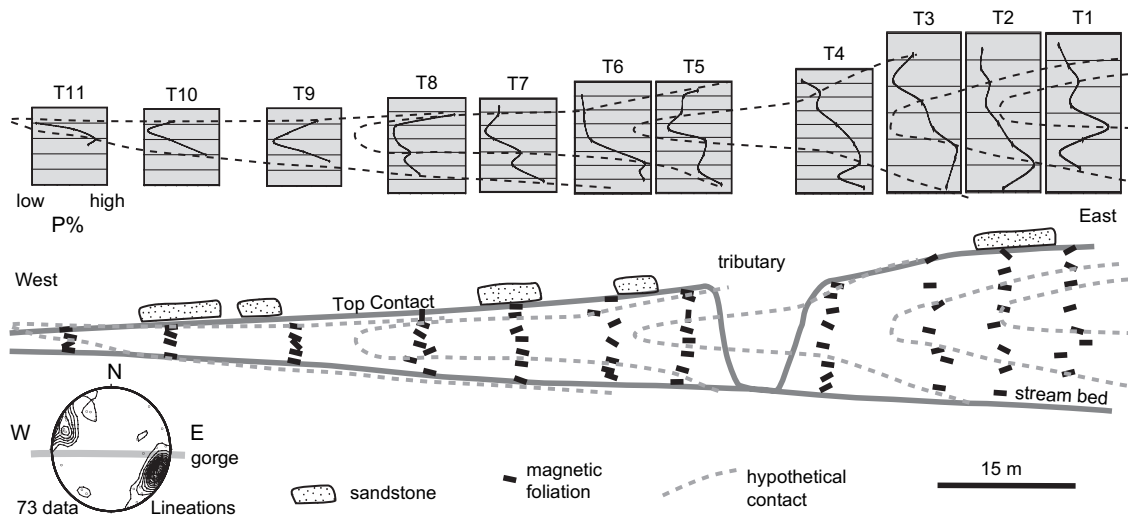 T3 T2 T1
T4
T6 T5
T8 T7
T11 T10 T9
low high
P%
East
West
tributary
Top Contact
stream bed
N
W E
gorge
73 data Lineations
sandstone
magnetic
foliation
hypothetical
contact
15 m